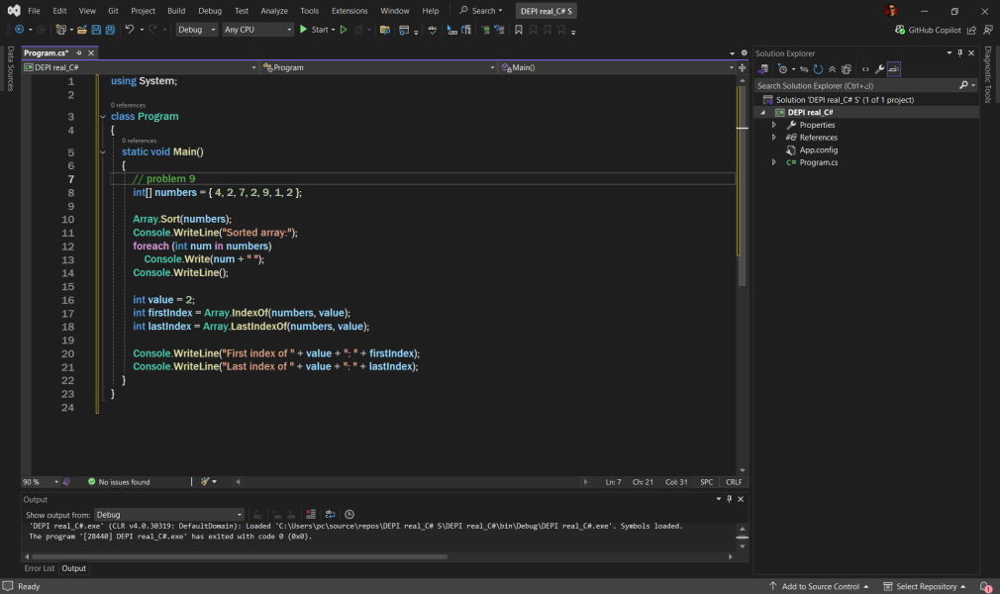 File Edit View Git Project Build Debug Test Analyze Tools Extensions Window Help Search DEPI real_C# S
Debug Any CPU Start GitHub Copilot
Data Sources
Program.cs*
DEPI real_C# Program Main()
1 using System;
2
0 references
3 class Program
4 {
0 references
5 static void Main()
6 {
7 // problem 9
8 int[] numbers = { 4, 2, 7, 2, 9, 1, 2 };
9
10 Array.Sort(numbers);
11 Console.WriteLine("Sorted array:");
12 foreach (int num in numbers)
13 Console.Write(num + " ");
14 Console.WriteLine();
15
16 int value = 2;
17 int firstIndex = Array.IndexOf(numbers, value);
18 int lastIndex = Array.LastIndexOf(numbers, value);
19
20 Console.WriteLine("First index of " + value + ": " + firstIndex);
21 Console.WriteLine("Last index of " + value + ": " + lastIndex);
22 }
23 }
24
90 % No issues found Ln: 7 Ch: 21 Col: 31 SPC CRLF
Output
Show output from: Debug
'DEPI real_C#.exe' (CLR v4.0.30319: DefaultDomain): Loaded 'C:\Users\pc\source\repos\DEPI real_C# S\DEPI real_C#\bin\Debug\DEPI real_C#.exe'. Symbols loaded.
The program '[28440] DEPI real_C#.exe' has exited with code 0 (0x0).
Error List Output
Solution Explorer
Search Solution Explorer (Ctrl+ك)
Solution 'DEPI real_C# S' (1 of 1 project)
DEPI real_C#
Properties
References
App.config
C# Program.cs
Diagnostic Tools
Ready Add to Source Control Select Repository 1